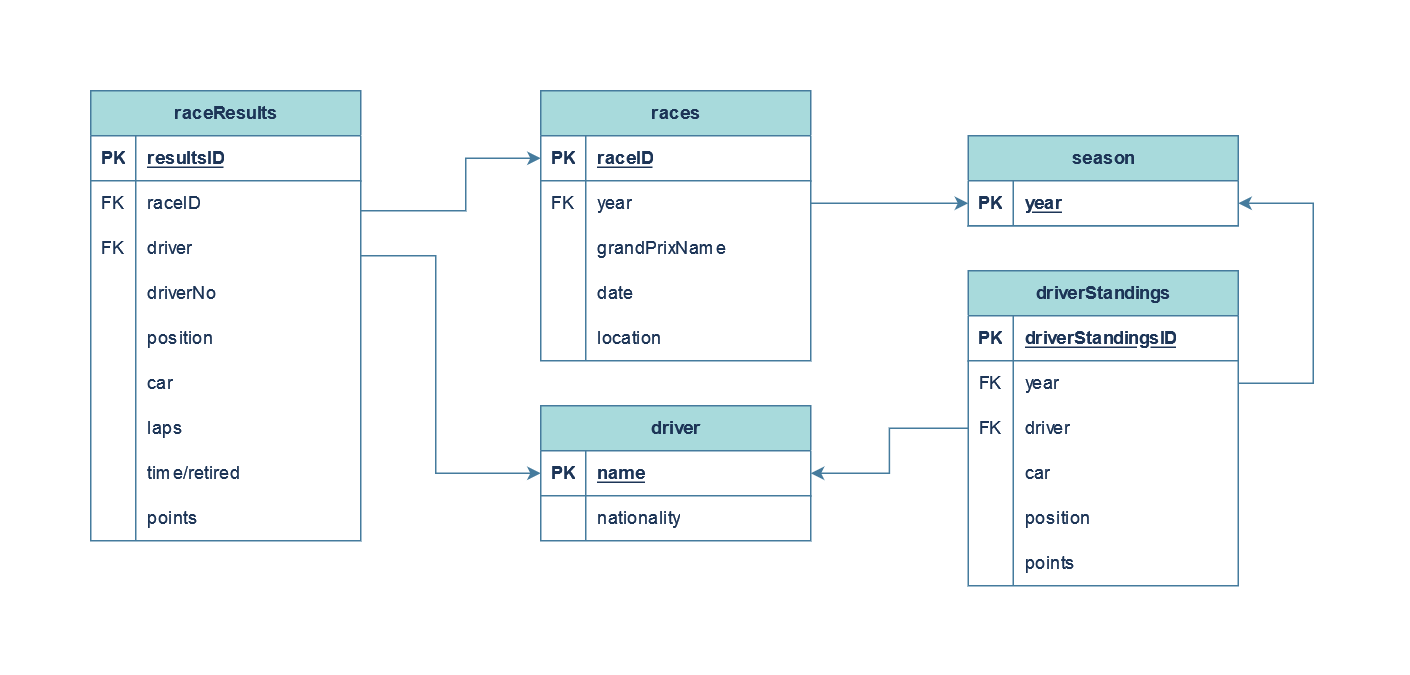 raceResults
PK resultsID
FK raceID
FK driver
driverNo
position
car
laps
time/retired
points
races
PK raceID
FK year
grandPrixName
date
location
driver
PK name
nationality
season
PK year
driverStandings
PK driverStandingsID
FK year
FK driver
car
position
points